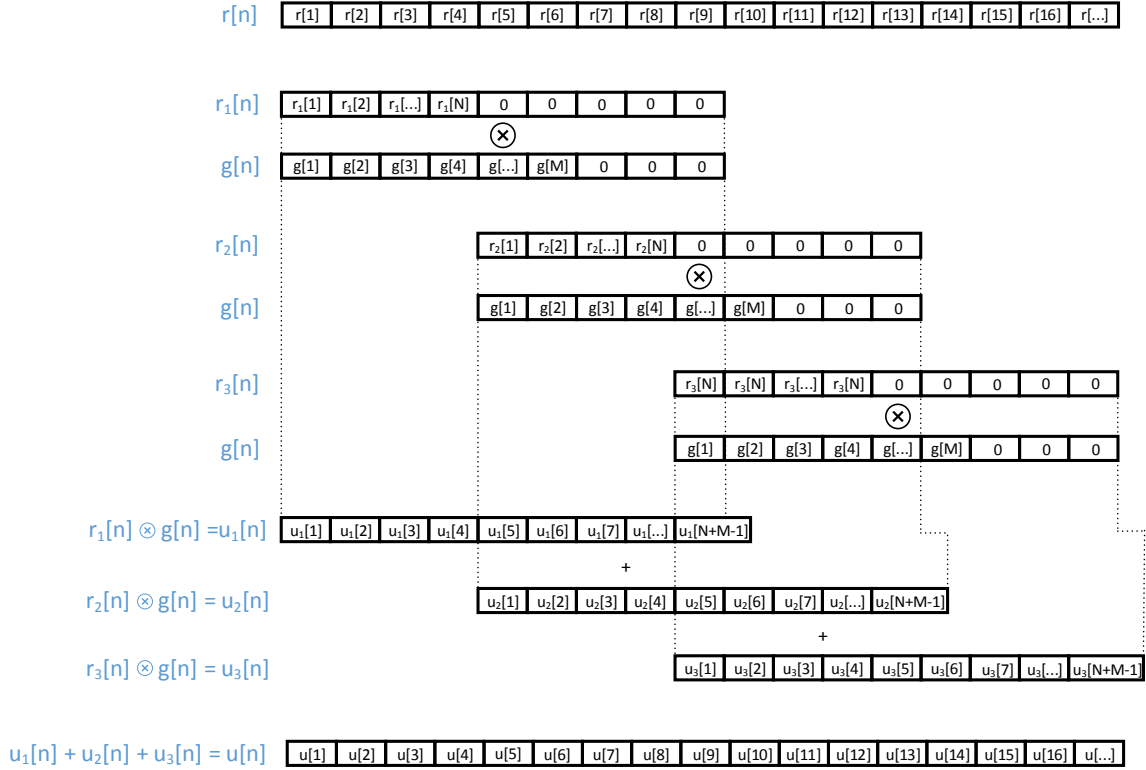 r[n] r[1] r[2] r[3] r[4] r[5] r[6] r[7] r[8] r[9] r[10] r[11] r[12] r[13] r[14] r[15] r[16] r[...]
r₁[n] r₁[1] r₁[2] r₁[...] r₁[N] 0 0 0 0 0
⊗
g[n] g[1] g[2] g[3] g[4] g[...] g[M] 0 0 0
r₂[n] r₂[1] r₂[2] r₂[...] r₂[N] 0 0 0 0 0
⊗
g[n] g[1] g[2] g[3] g[4] g[...] g[M] 0 0 0
r₃[n] r₃[N] r₃[N] r₃[...] r₃[N] 0 0 0 0 0
⊗
g[n] g[1] g[2] g[3] g[4] g[...] g[M] 0 0 0
r₁[n] ⊗ g[n] =u₁[n] u₁[1] u₁[2] u₁[3] u₁[4] u₁[5] u₁[6] u₁[7] u₁[...] u₁[N+M-1]
+
r₂[n] ⊗ g[n] = u₂[n] u₂[1] u₂[2] u₂[3] u₂[4] u₂[5] u₂[6] u₂[7] u₂[...] u₂[N+M-1]
+
r₃[n] ⊗ g[n] = u₃[n] u₃[1] u₃[2] u₃[3] u₃[4] u₃[5] u₃[6] u₃[7] u₃[...] u₃[N+M-1]
u₁[n] + u₂[n] + u₃[n] = u[n] u[1] u[2] u[3] u[4] u[5] u[6] u[7] u[8] u[9] u[10] u[11] u[12] u[13] u[14] u[15] u[16] u[...]